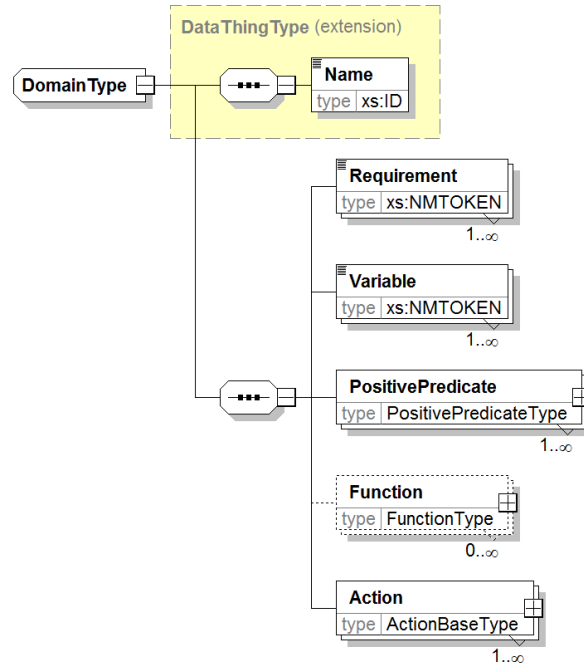 DataThingType (extension)
DomainType
Name
type xs:ID
Requirement
type xs:NMTOKEN
1..∞
Variable
type xs:NMTOKEN
1..∞
PositivePredicate
type PositivePredicateType
1..∞
Function
type FunctionType
0..∞
Action
type ActionBaseType
1..∞